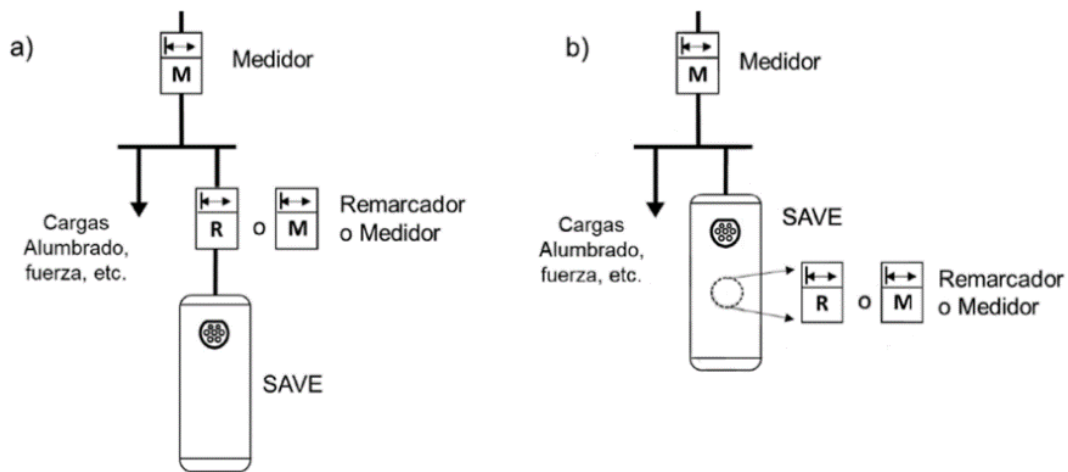 a)
M
Medidor
Cargas
Alumbrado,
fuerza, etc.
R o M
Remarcador
o Medidor
SAVE
b)
M
Medidor
Cargas
Alumbrado,
fuerza, etc.
SAVE
R o M
Remarcador
o Medidor